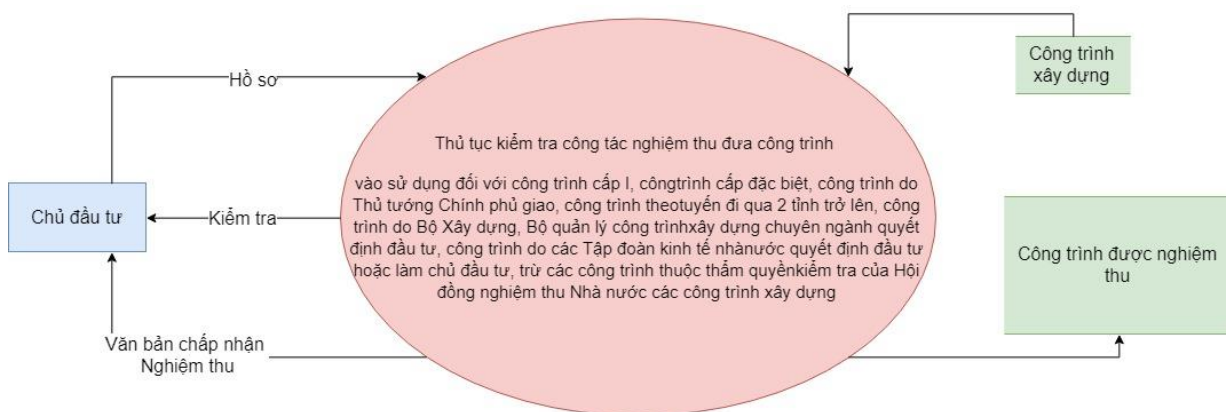 Công trình
xây dựng
Hồ sơ
Thủ tục kiểm tra công tác nghiệm thu đưa công trình
vào sử dụng đối với công trình cấp I, côngtrình cấp đặc biệt, công trình do
Thủ tướng Chính phủ giao, công trình theotuyến đi qua 2 tỉnh trở lên, công
trình do Bộ Xây dựng, Bộ quản lý công trìnhxây dựng chuyên ngành quyết
định đầu tư, công trình do các Tập đoàn kinh tế nhànước quyết định đầu tư
hoặc làm chủ đầu tư, trừ các công trình thuộc thẩm quyềnkiểm tra của Hội
đồng nghiệm thu Nhà nước các công trình xây dựng
Chủ đầu tư
Kiểm tra
Công trình được nghiệm
thu
Văn bản chấp nhận
Nghiệm thu